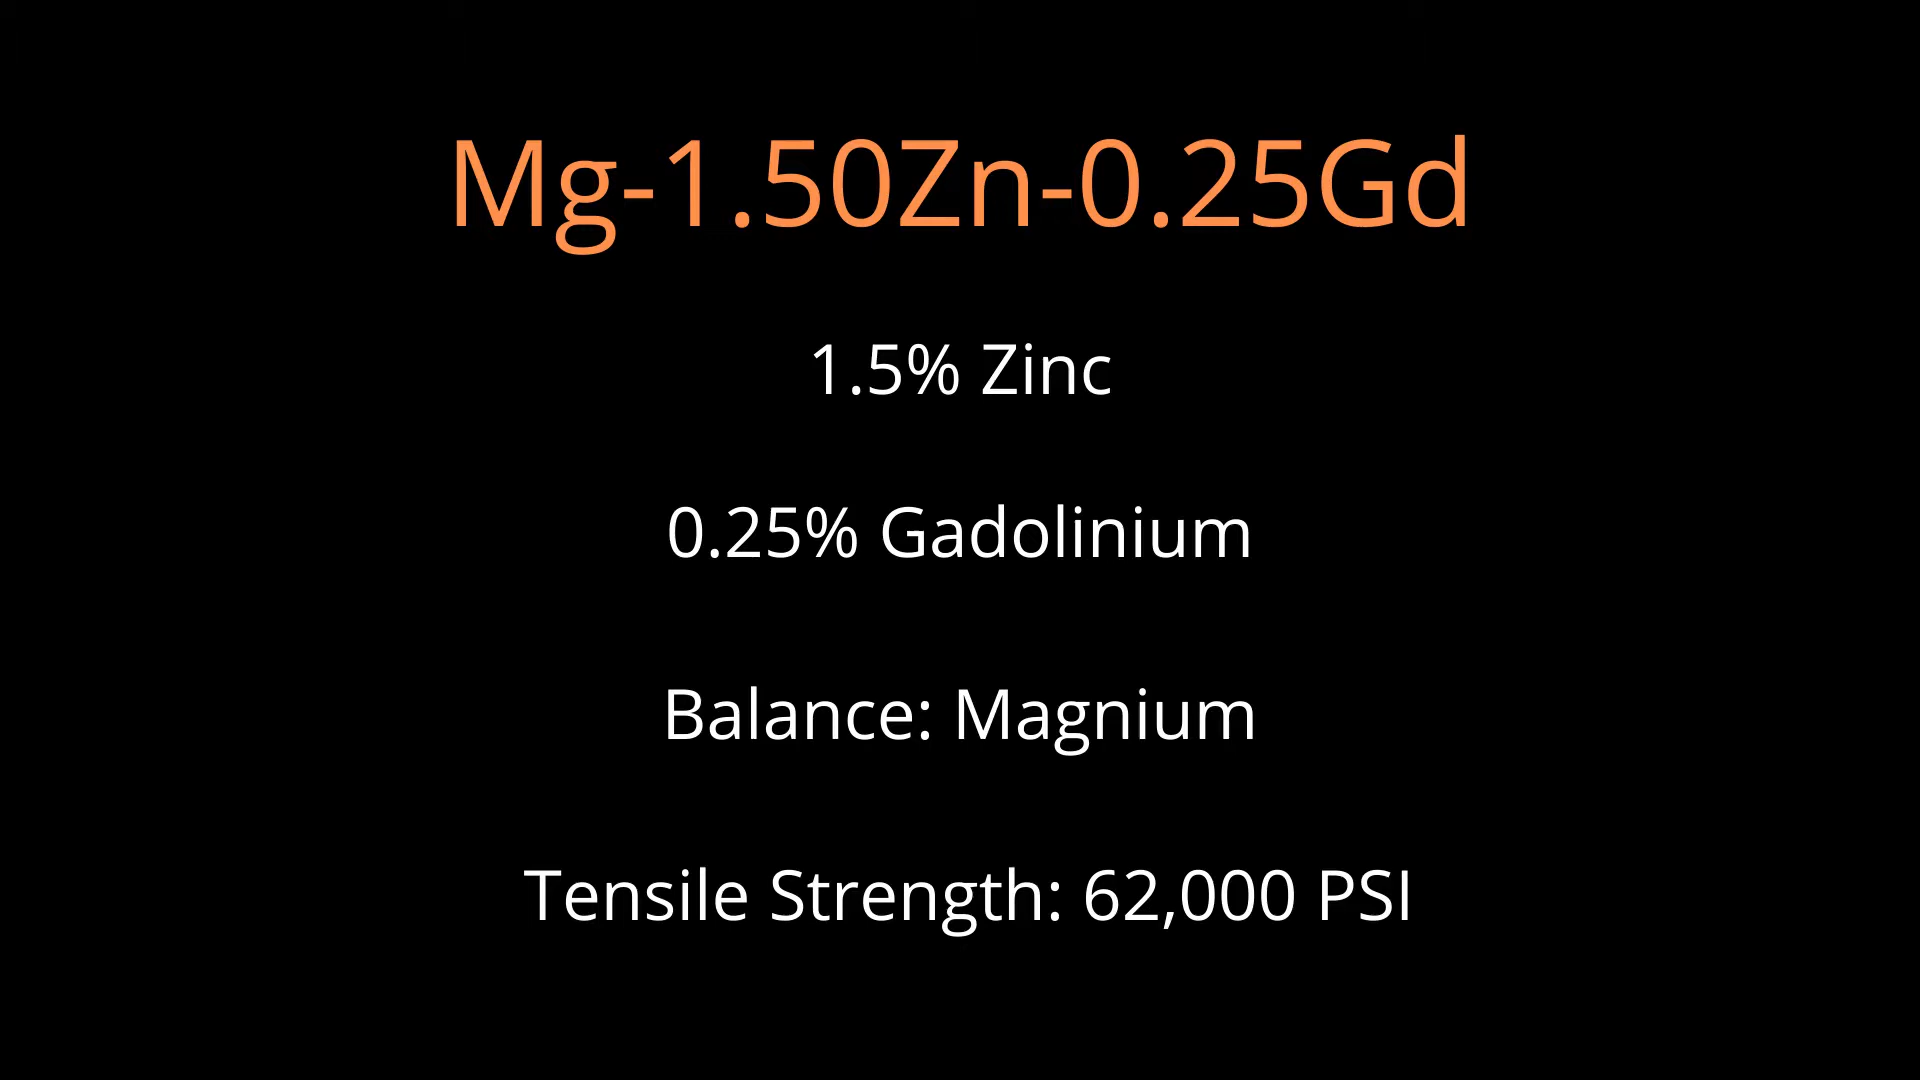 Mg-1.50Zn-0.25Gd
1.5% Zinc
0.25% Gadolinium
Balance: Magnium
Tensile Strength: 62,000 PSI